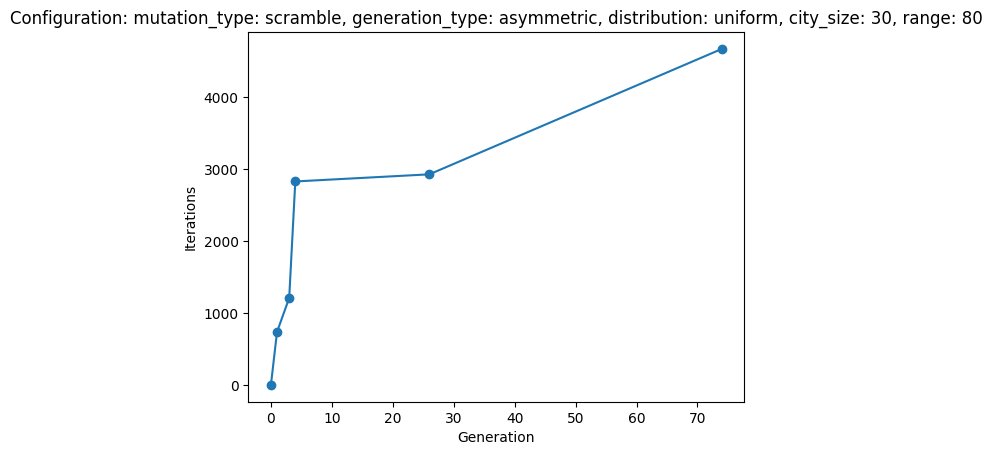 Configuration: mutation_type: scramble, generation_type: asymmetric, distribution: uniform, city_size: 30, range: 80
4000
3000
2000
1000
0
Iterations
0 10 20 30 40 50 60 70
Generation